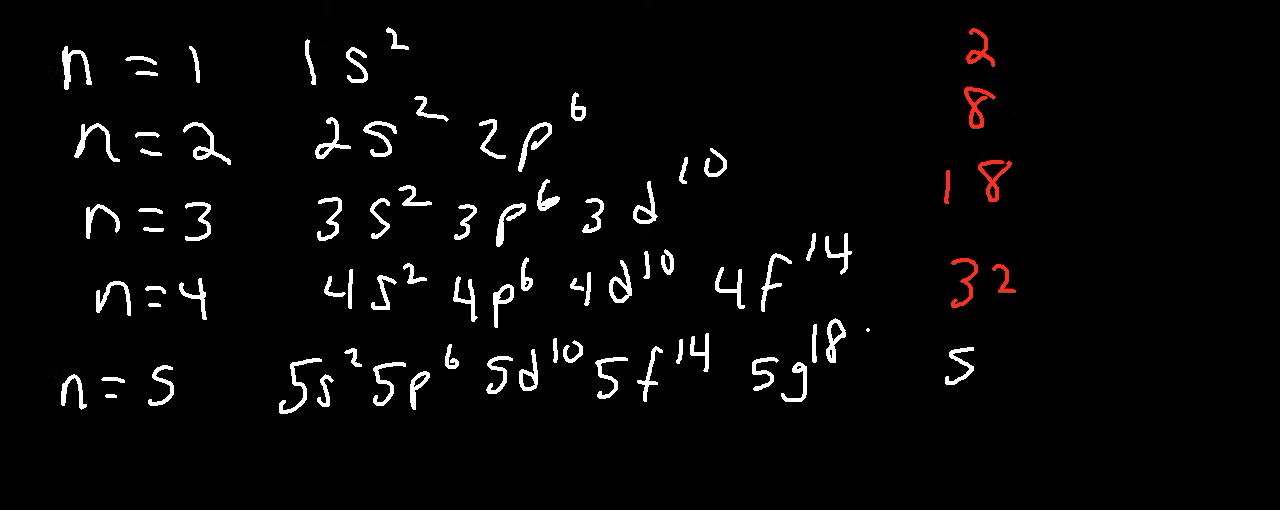 n = 1 1s² 2
n = 2 2s² 2p⁶ 8
n = 3 3s² 3p⁶ 3d¹⁰ 18
n = 4 4s² 4p⁶ 4d¹⁰ 4f¹⁴ 32
n = 5 5s² 5p⁶ 5d¹⁰ 5f¹⁴ 5g¹⁸ 5